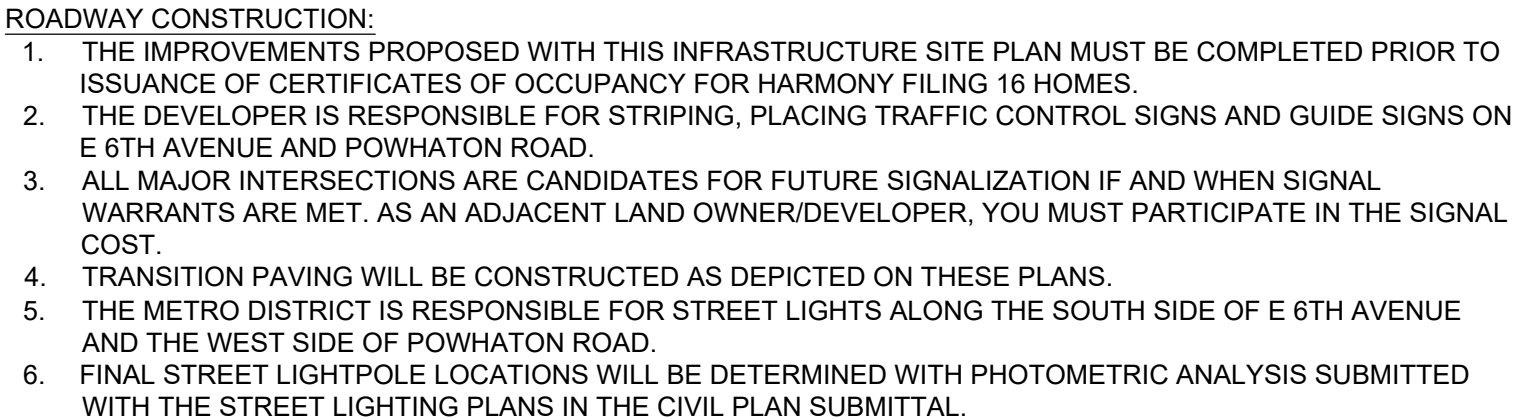 ROADWAY CONSTRUCTION:
1. THE IMPROVEMENTS PROPOSED WITH THIS INFRASTRUCTURE SITE PLAN MUST BE COMPLETED PRIOR TO
ISSUANCE OF CERTIFICATES OF OCCUPANCY FOR HARMONY FILING 16 HOMES.
2. THE DEVELOPER IS RESPONSIBLE FOR STRIPING, PLACING TRAFFIC CONTROL SIGNS AND GUIDE SIGNS ON
E 6TH AVENUE AND POWHATON ROAD.
3. ALL MAJOR INTERSECTIONS ARE CANDIDATES FOR FUTURE SIGNALIZATION IF AND WHEN SIGNAL
WARRANTS ARE MET. AS AN ADJACENT LAND OWNER/DEVELOPER, YOU MUST PARTICIPATE IN THE SIGNAL
COST.
4. TRANSITION PAVING WILL BE CONSTRUCTED AS DEPICTED ON THESE PLANS.
5. THE METRO DISTRICT IS RESPONSIBLE FOR STREET LIGHTS ALONG THE SOUTH SIDE OF E 6TH AVENUE
AND THE WEST SIDE OF POWHATON ROAD.
6. FINAL STREET LIGHTPOLE LOCATIONS WILL BE DETERMINED WITH PHOTOMETRIC ANALYSIS SUBMITTED
WITH THE STREET LIGHTING PLANS IN THE CIVIL PLAN SUBMITTAL.